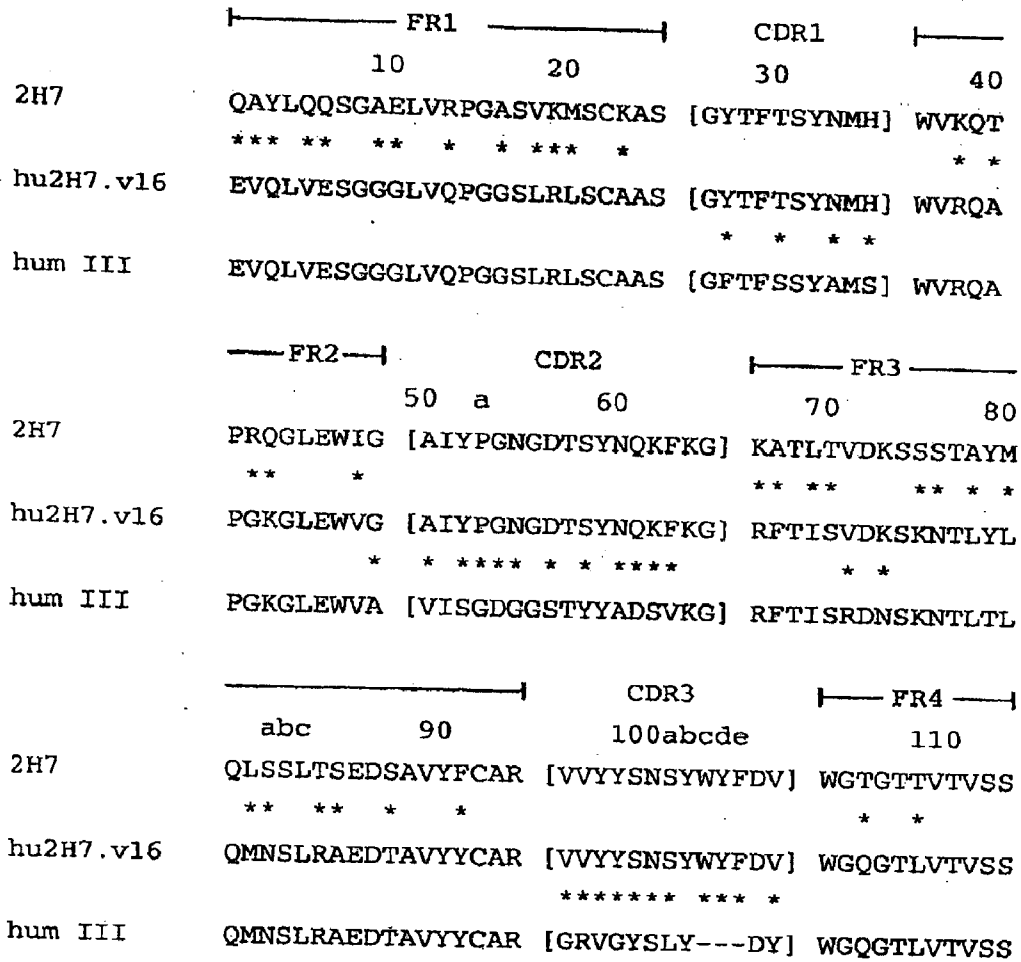 FR1 CDR1
10 20 30 40
2H7 QAYLQQSGAELVRPGASVKMSCKAS [GYTFTSYNMH] WVKQT
*** ** ** * * *** * * *
hu2H7.v16 EVQLVESGGGLVQPGGSLRLSCAAS [GYTFTSYNMH] WVRQA
* * * *
hum III EVQLVESGGGLVQPGGSLRLSCAAS [GFTFSSYAMS] WVRQA
FR2 CDR2 FR3
50 a 60 70 80
2H7 PRQGLEWIG [AIYPGNGDTSYNQKFKG] KATLTVDKSSSTAYM
** * ** ** ** * *
hu2H7.v16 PGKGLEWVG [AIYPGNGDTSYNQKFKG] RFTISVDKSKNTLYL
* * **** * * **** * *
hum III PGKGLEWVA [VISGDGGSTYYADSVKG] RFTISRDNSKNTLTL
CDR3 FR4
abc 90 100abcde 110
2H7 QLSSLTSEDSAVYFCAR [VVYYSNSYWYFDV] WGTGTTVTVSS
** ** * * * *
hu2H7.v16 QMNSLRAEDTAVYYCAR [VVYYSNSYWYFDV] WGQGTLVTVSS
******* *** *
hum III QMNSLRAEDTAVYYCAR [GRVGYSLY---DY] WGQGTLVTVSS